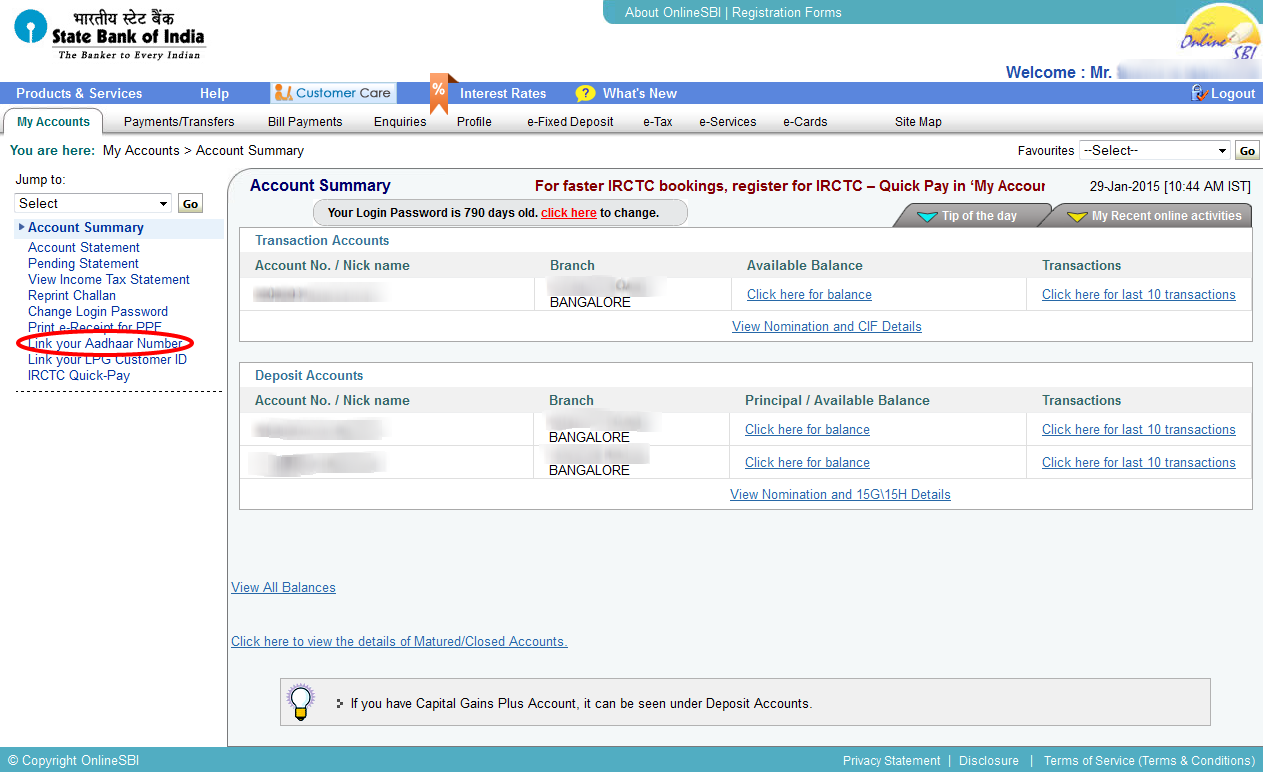 भारतीय स्टेट बैंक
State Bank of India
The Banker to Every Indian
About OnlineSBI | Registration Forms
Online SBI
Welcome : Mr.
Products & Services Help Customer Care % Interest Rates ? What's New Logout
My Accounts Payments/Transfers Bill Payments Enquiries Profile e-Fixed Deposit e-Tax e-Services e-Cards Site Map
You are here: My Accounts > Account Summary Favourites --Select-- Go
Jump to:
Select Go
Account Summary
Account Statement
Pending Statement
View Income Tax Statement
Reprint Challan
Change Login Password
Print e-Receipt for PPF
Link your Aadhaar Number
Link your LPG Customer ID
IRCTC Quick-Pay
Account Summary For faster IRCTC bookings, register for IRCTC – Quick Pay in ‘My Accour 29-Jan-2015 [10:44 AM IST]
Your Login Password is 790 days old. click here to change.
Tip of the day My Recent online activities
Transaction Accounts
Account No. / Nick name Branch Available Balance Transactions
BANGALORE Click here for balance Click here for last 10 transactions
View Nomination and CIF Details
Deposit Accounts
Account No. / Nick name Branch Principal / Available Balance Transactions
BANGALORE Click here for balance Click here for last 10 transactions
BANGALORE Click here for balance Click here for last 10 transactions
View Nomination and 15G\15H Details
View All Balances
Click here to view the details of Matured/Closed Accounts.
If you have Capital Gains Plus Account, it can be seen under Deposit Accounts.
© Copyright OnlineSBI Privacy Statement | Disclosure | Terms of Service (Terms & Conditions)